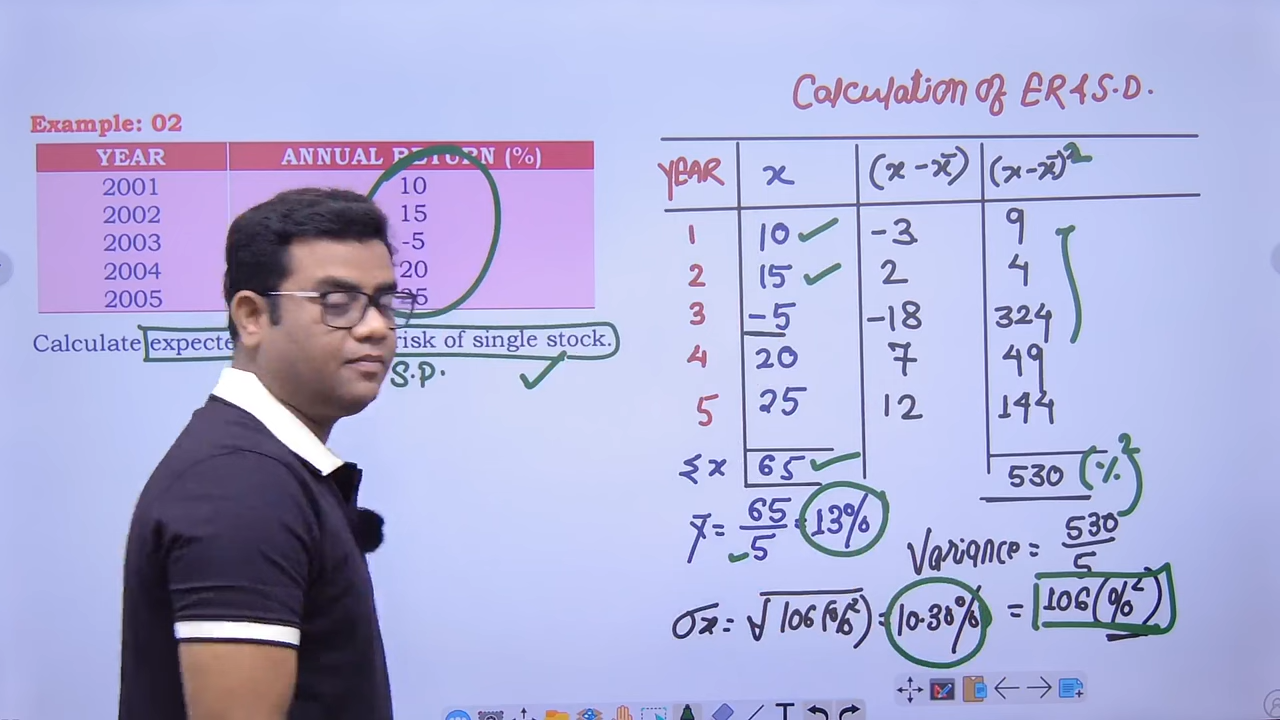 Calculation of ER & S.D.
Example: 02
YEAR ANNUAL RETURN (%)
2001 10
2002 15
2003 -5
2004 20
2005 25
Calculate expecte risk of single stock.
S.D.
YEAR x (x-x̄) (x-x̄)²
1 10 -3 9
2 15 2 4
3 -5 -18 324
4 20 7 49
5 25 12 144
Σx 65 530 (%)²
x̄ = 65/5 = 13%
Variance = 530/5
= 106(%²)
σx = √106(%²) = 10.30%
T